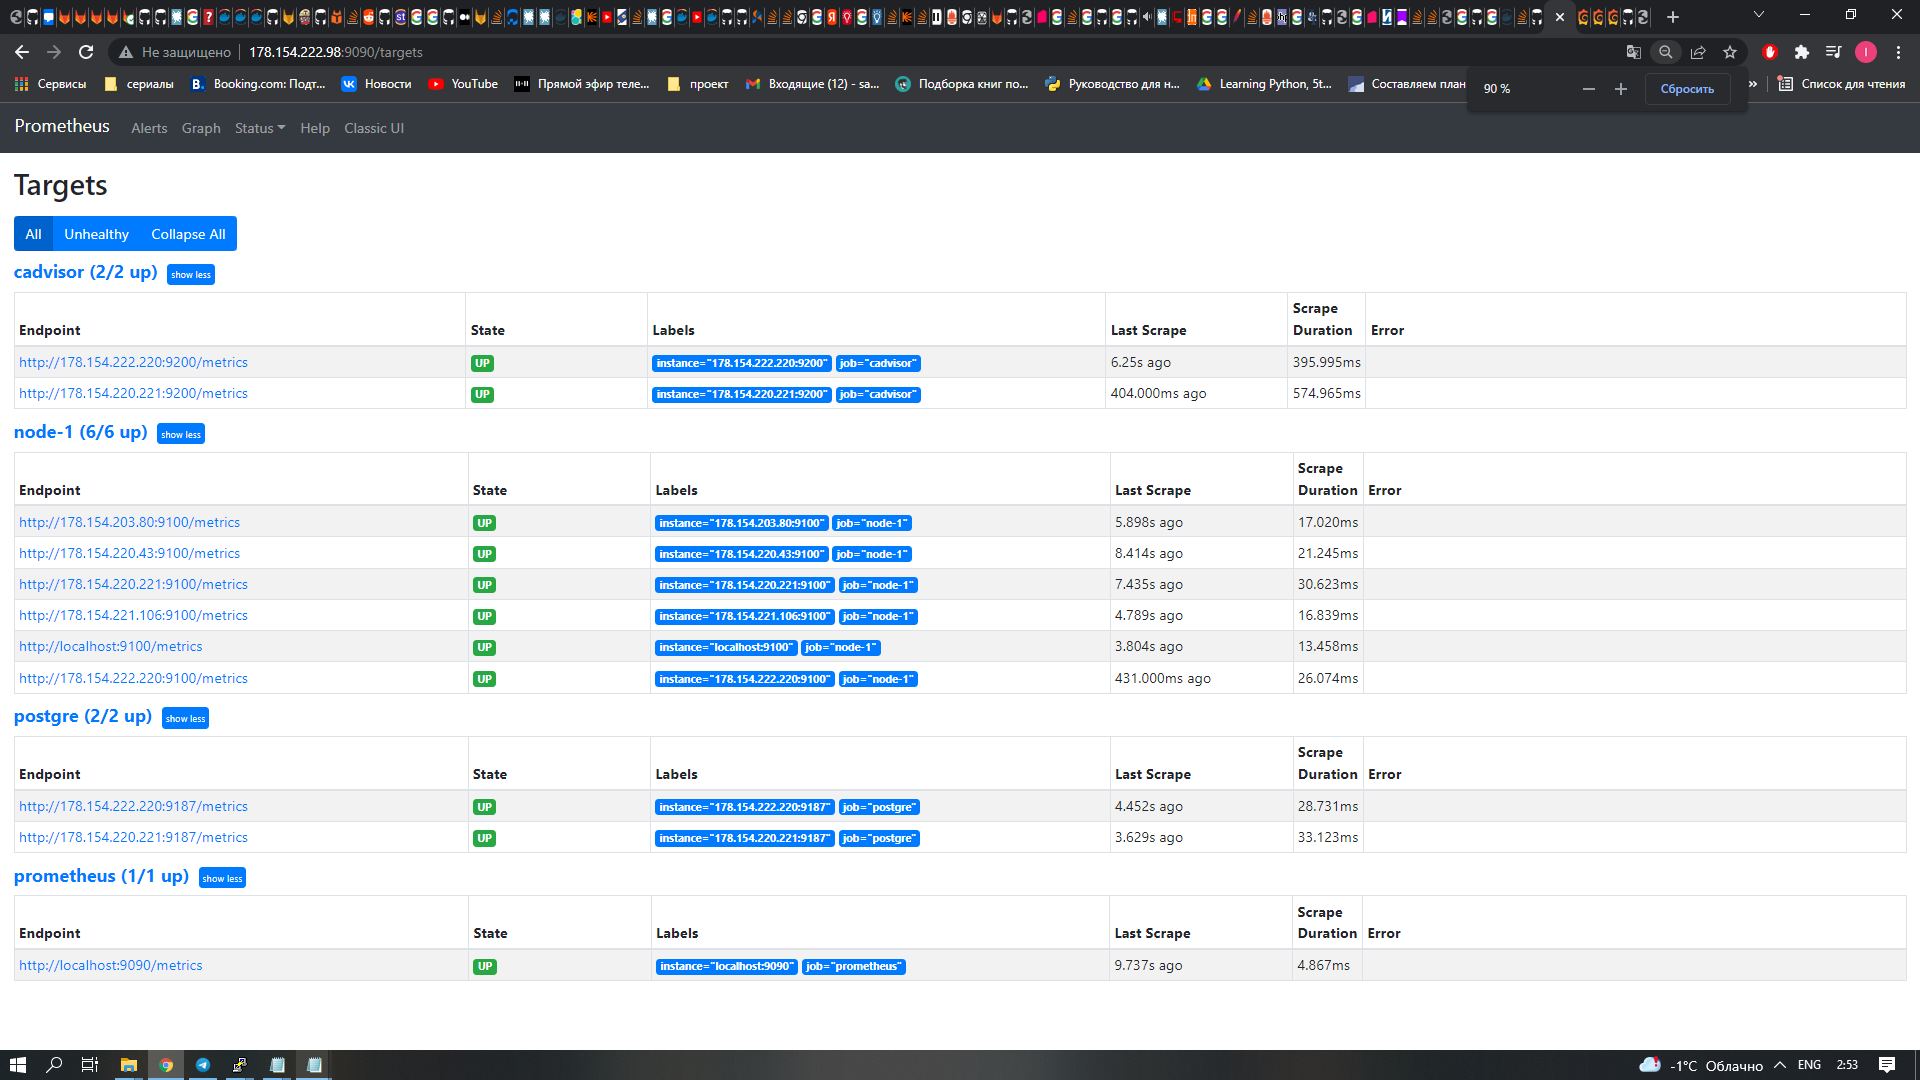 Не защищено 178.154.222.98:9090/targets
Сервисы сериалы Booking.com: Подт... Новости YouTube Прямой эфир теле... проект Входящие (12) - sa... Подборка книг по... Руководство для н... Learning Python, 5t... Составляем план » Список для чтения
90 % Сбросить
Prometheus Alerts Graph Status Help Classic UI
Targets
All Unhealthy Collapse All
cadvisor (2/2 up) show less
Endpoint State Labels Last Scrape Scrape Duration Error
http://178.154.222.220:9200/metrics UP instance="178.154.222.220:9200" job="cadvisor" 6.25s ago 395.995ms
http://178.154.220.221:9200/metrics UP instance="178.154.220.221:9200" job="cadvisor" 404.000ms ago 574.965ms
node-1 (6/6 up) show less
Endpoint State Labels Last Scrape Scrape Duration Error
http://178.154.203.80:9100/metrics UP instance="178.154.203.80:9100" job="node-1" 5.898s ago 17.020ms
http://178.154.220.43:9100/metrics UP instance="178.154.220.43:9100" job="node-1" 8.414s ago 21.245ms
http://178.154.220.221:9100/metrics UP instance="178.154.220.221:9100" job="node-1" 7.435s ago 30.623ms
http://178.154.221.106:9100/metrics UP instance="178.154.221.106:9100" job="node-1" 4.789s ago 16.839ms
http://localhost:9100/metrics UP instance="localhost:9100" job="node-1" 3.804s ago 13.458ms
http://178.154.222.220:9100/metrics UP instance="178.154.222.220:9100" job="node-1" 431.000ms ago 26.074ms
postgre (2/2 up) show less
Endpoint State Labels Last Scrape Scrape Duration Error
http://178.154.222.220:9187/metrics UP instance="178.154.222.220:9187" job="postgre" 4.452s ago 28.731ms
http://178.154.220.221:9187/metrics UP instance="178.154.220.221:9187" job="postgre" 3.629s ago 33.123ms
prometheus (1/1 up) show less
Endpoint State Labels Last Scrape Scrape Duration Error
http://localhost:9090/metrics UP instance="localhost:9090" job="prometheus" 9.737s ago 4.867ms
-1°C Облачно ENG 2:53